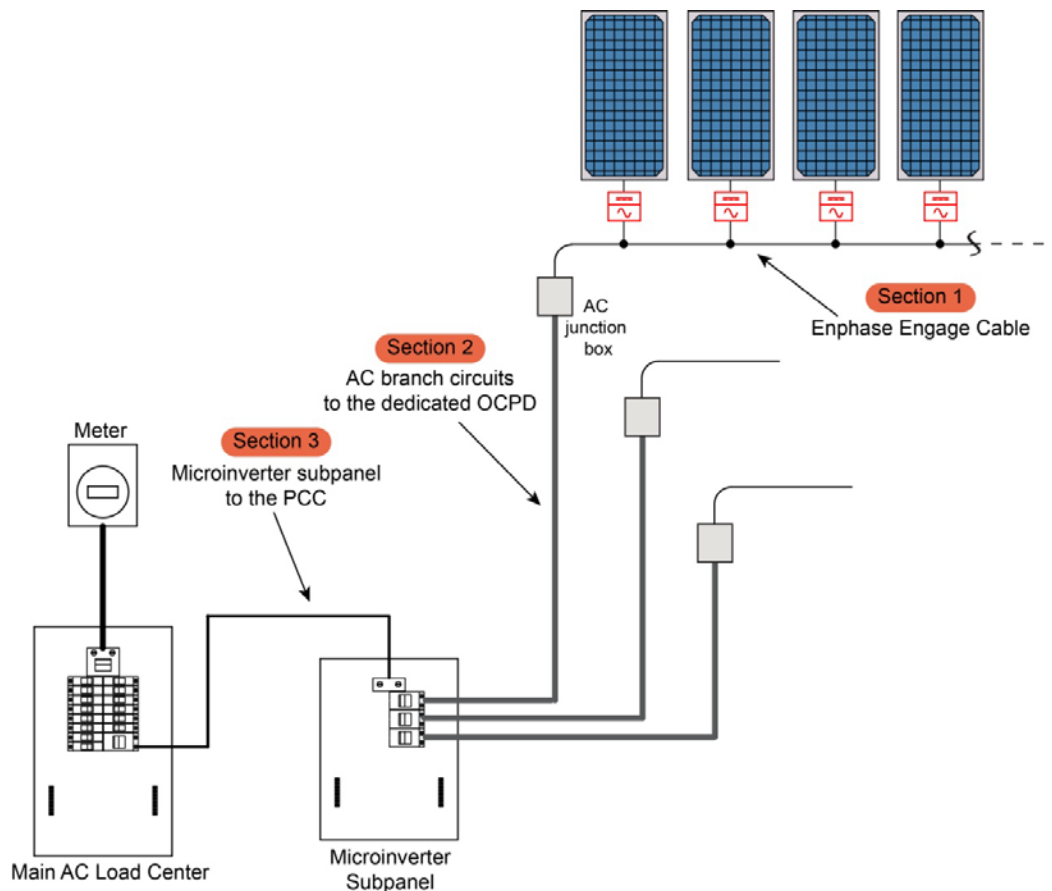 Section 1
Enphase Engage Cable
AC
junction
box
Section 2
AC branch circuits
to the dedicated OCPD
Section 3
Microinverter subpanel
to the PCC
Meter
Main AC Load Center
Microinverter
Subpanel